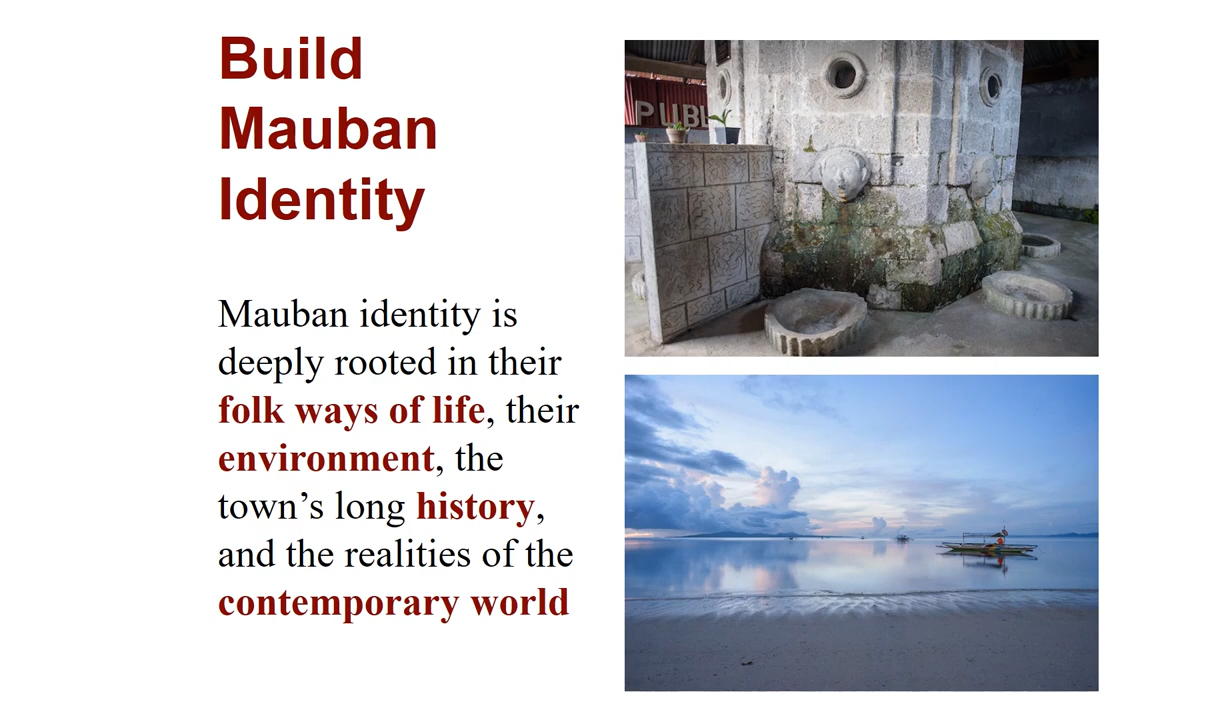 Build
Mauban
Identity
Mauban identity is
deeply rooted in their
folk ways of life, their
environment, the
town’s long history,
and the realities of the
contemporary world
PUBL